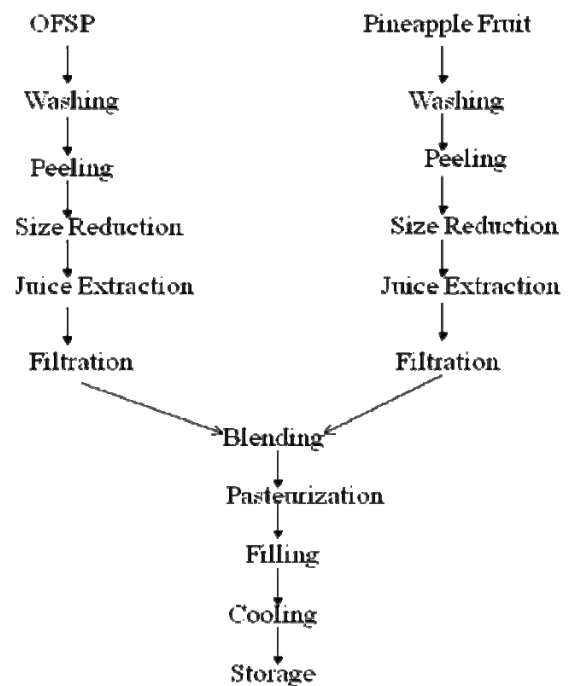 OFSP
Pineapple Fruit
Washing
Washing
Peeling
Peeling
Size Reduction
Size Reduction
Juice Extraction
Juice Extraction
Filtration
Filtration
Blending
Pasteurization
Filling
Cooling
Storage